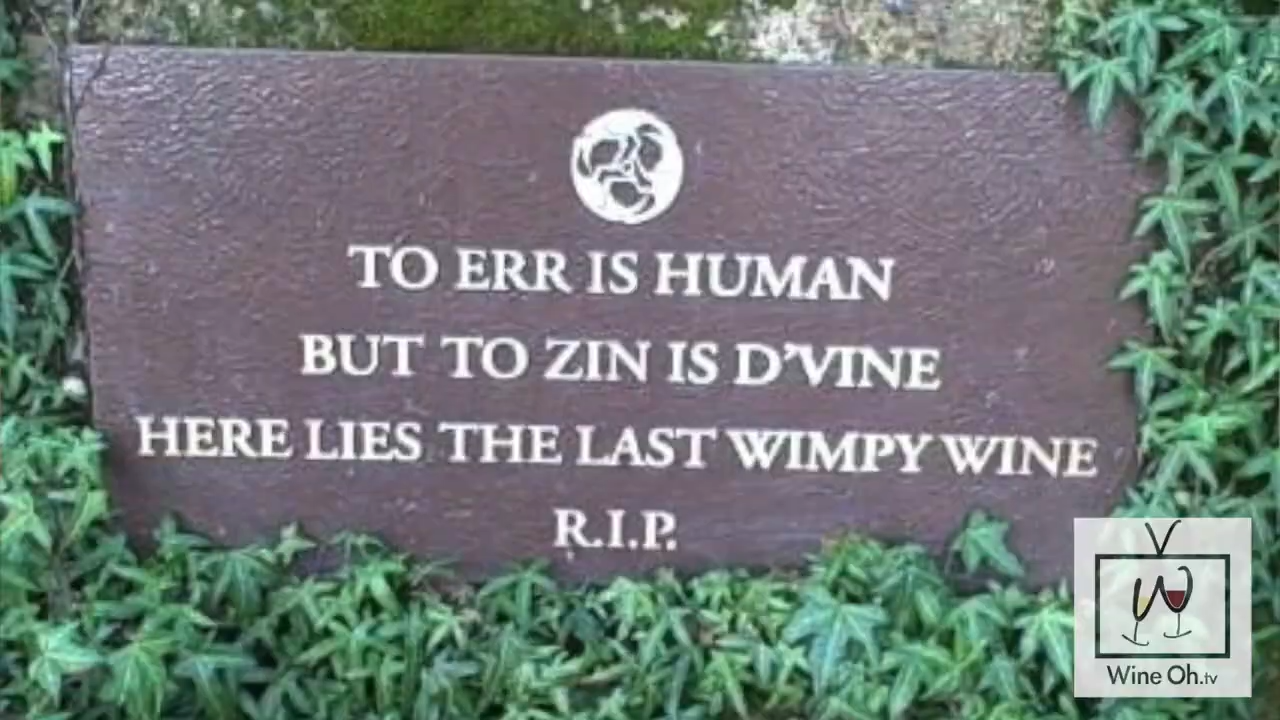 TO ERR IS HUMAN
BUT TO ZIN IS D'VINE
HERE LIES THE LAST WIMPY WINE
R.I.P.
Wine Oh.tv